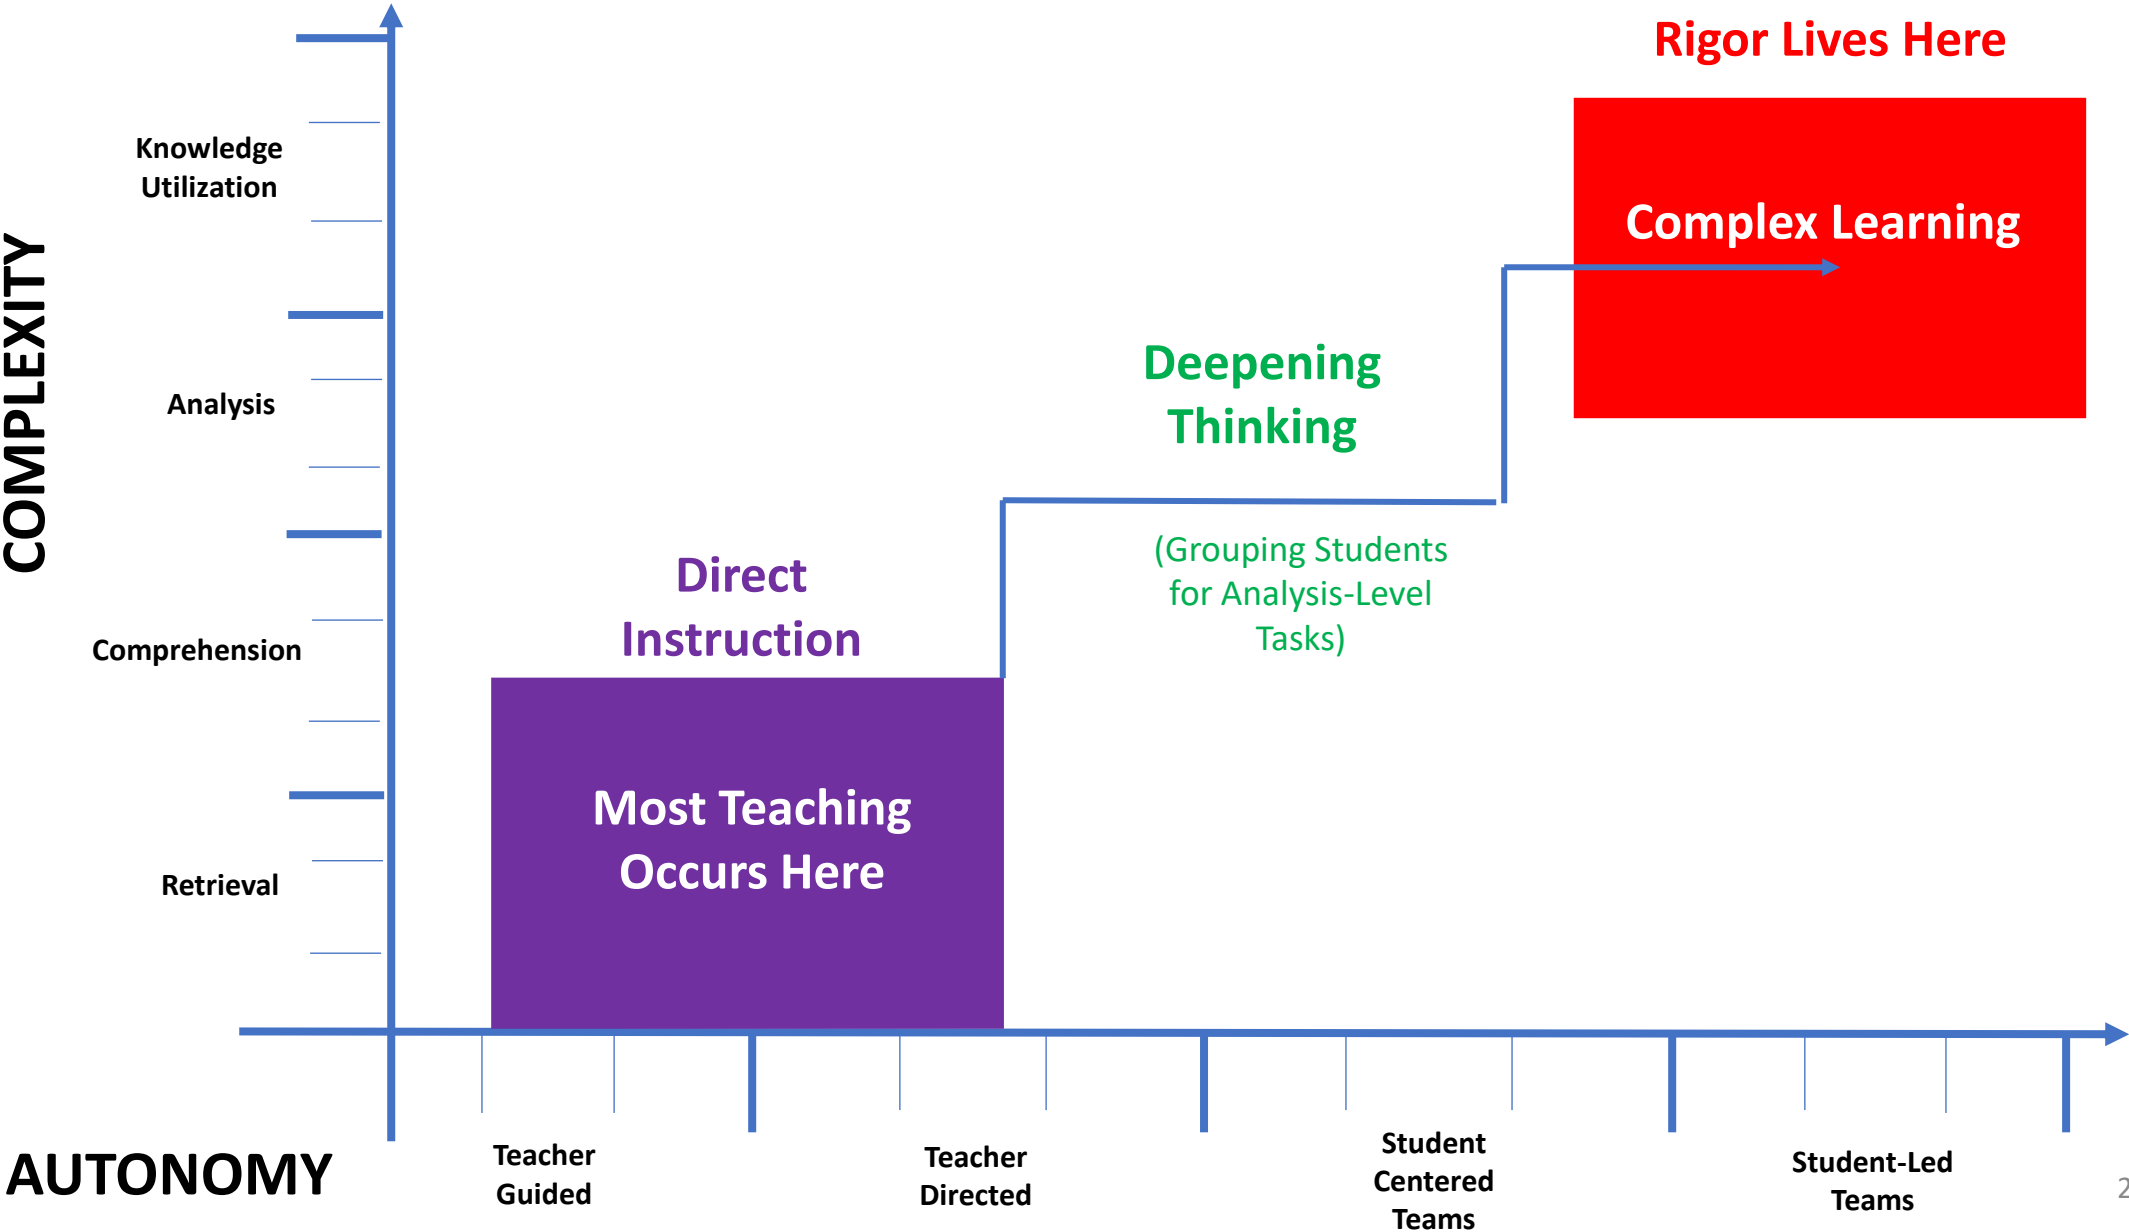 Rigor Lives Here
Complex Learning
Deepening
Thinking
(Grouping Students
for Analysis-Level
Tasks)
Direct
Instruction
Most Teaching
Occurs Here
COMPLEXITY
Knowledge
Utilization
Analysis
Comprehension
Retrieval
AUTONOMY
Teacher
Guided
Teacher
Directed
Student
Centered
Teams
Student-Led
Teams
2